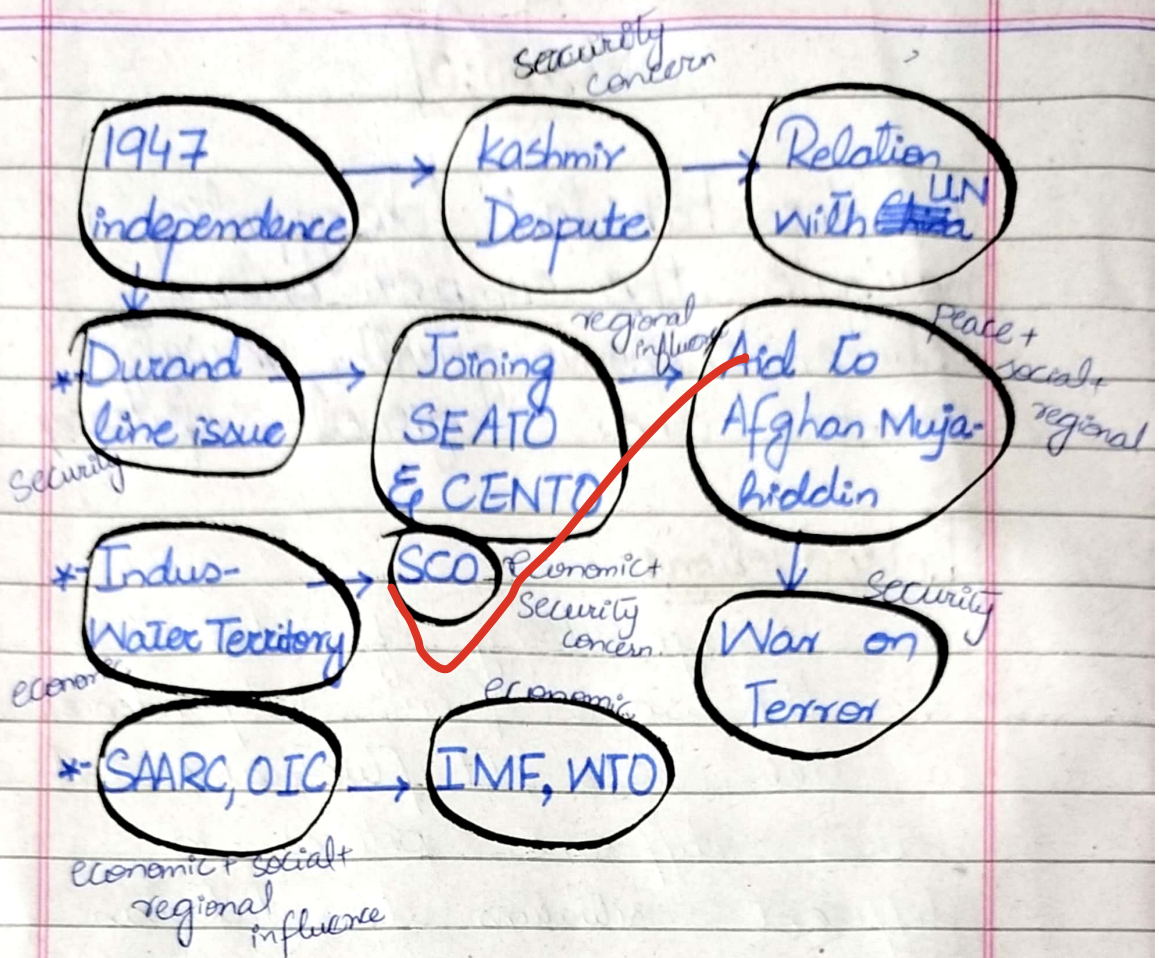 security
concern
1947
independence
Kashmir
Despute
Relation
with UN
* Durand
line issue
security
Joining
SEATO
& CENTO
regional
influence
Aid to
Afghan Muja-
hiddin
Peace +
social +
regional
*- Indus-
Water Territory
economic
SCO
economic +
security
concern.
War on
Terror
security
*- SAARC, OIC
economic + social +
regional
influence
IMF, WTO
economic